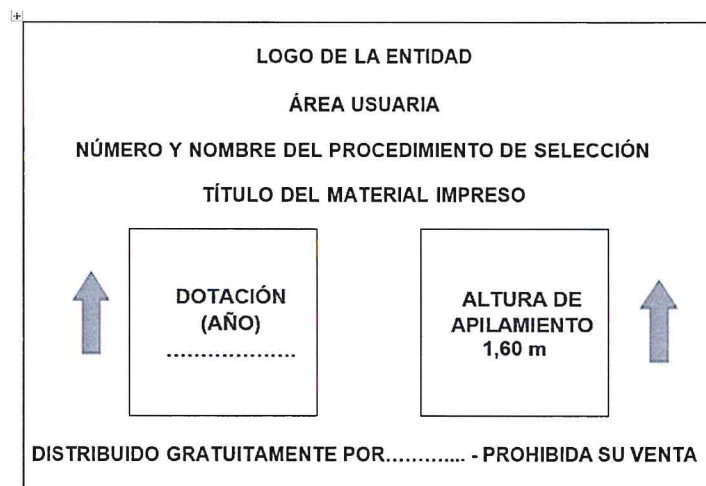 LOGO DE LA ENTIDAD
ÁREA USUARIA
NÚMERO Y NOMBRE DEL PROCEDIMIENTO DE SELECCIÓN
TÍTULO DEL MATERIAL IMPRESO
DOTACIÓN
(AÑO)
...................
ALTURA DE
APILAMIENTO
1,60 m
DISTRIBUIDO GRATUITAMENTE POR............ - PROHIBIDA SU VENTA